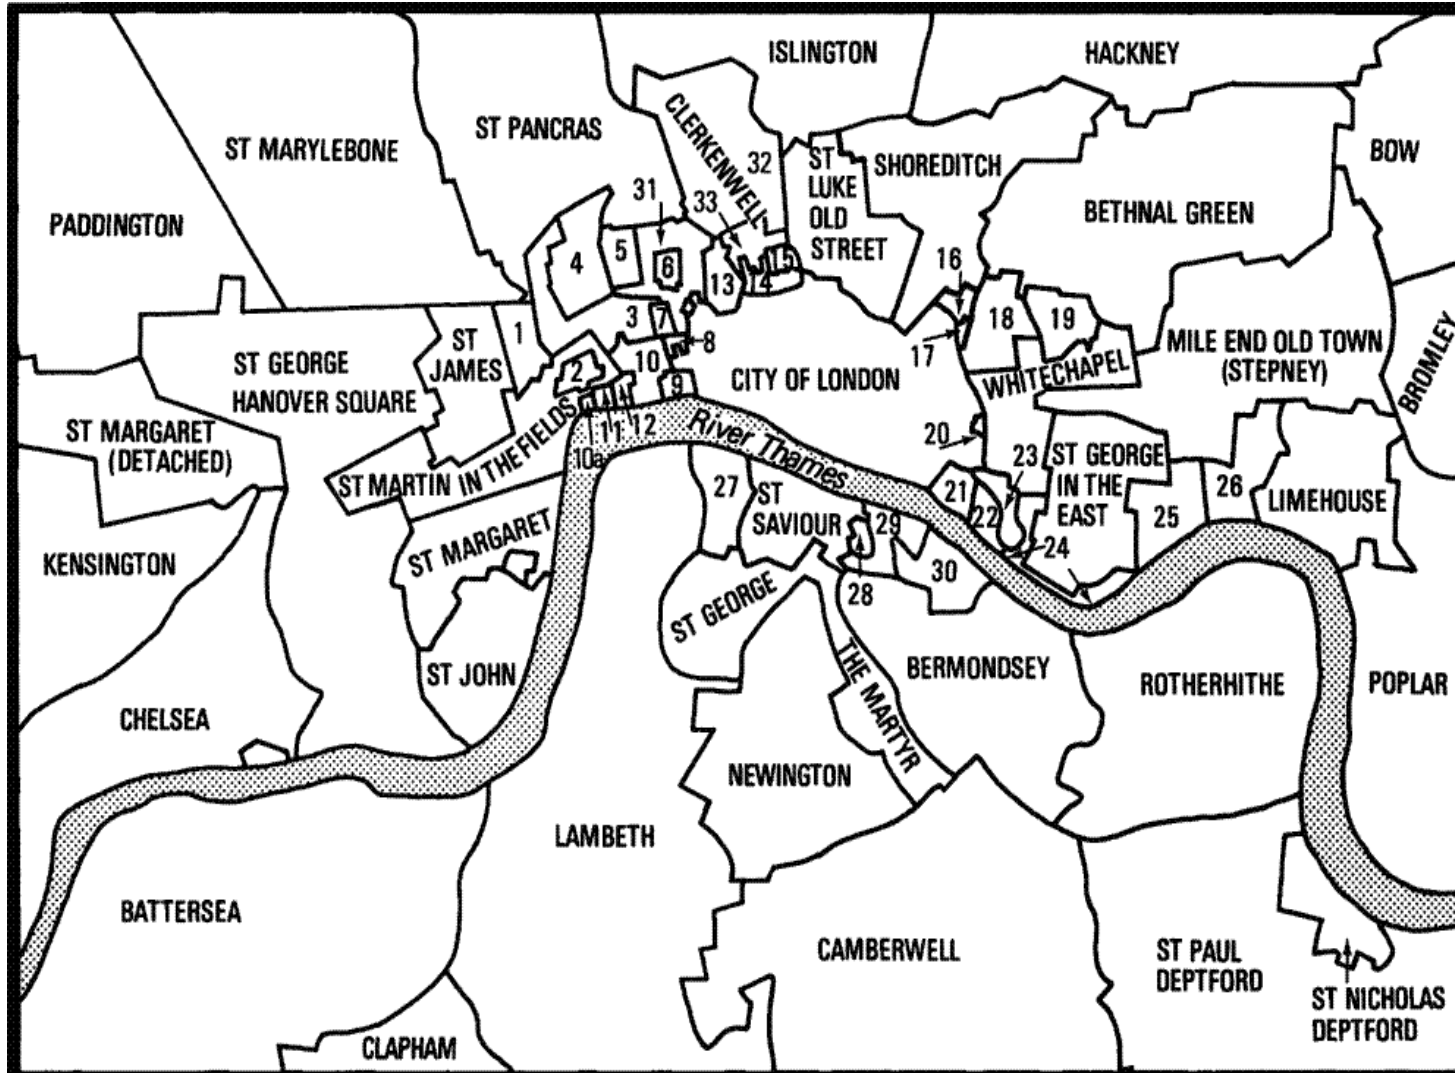 ISLINGTON
HACKNEY
ST PANCRAS
ST MARYLEBONE
CLERKENWELL
32
ST
LUKE
OLD
STREET
SHOREDITCH
BOW
31
33
PADDINGTON
BETHNAL GREEN
4
5
6
13
14
15
16
17
18
19
3
7
8
1
ST
JAMES
ST GEORGE
HANOVER SQUARE
2
10
9
CITY OF LONDON
WHITECHAPEL
MILE END OLD TOWN
(STEPNEY)
BROMLEY
ST MARGARET
(DETACHED)
ST MARTIN IN THE FIELDS
10a
11
12
River Thames
20
23
ST GEORGE
IN THE
EAST
21
22
24
25
26
LIMEHOUSE
27
ST
SAVIOUR
29
28
30
KENSINGTON
ST MARGARET
ST GEORGE
THE MARTYR
ST JOHN
BERMONDSEY
ROTHERHITHE
POPLAR
CHELSEA
NEWINGTON
LAMBETH
BATTERSEA
CAMBERWELL
ST PAUL
DEPTFORD
ST NICHOLAS
DEPTFORD
CLAPHAM